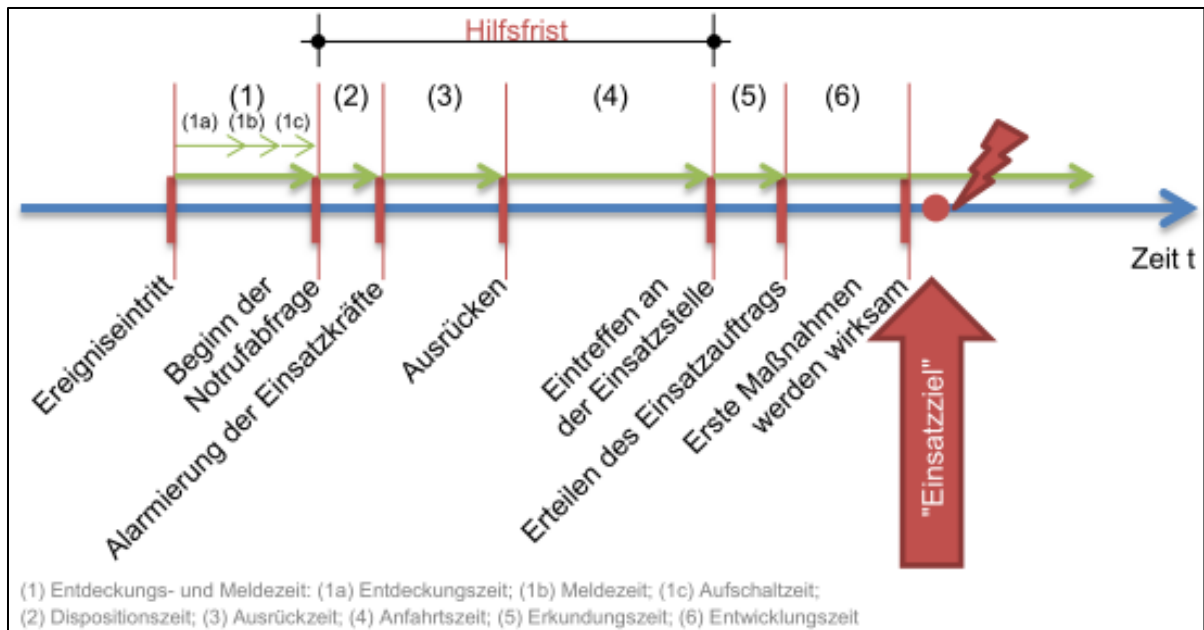 Hilfsfrist
(1) (2) (3) (4) (5) (6)
(1a) (1b) (1c)
Zeit t
Ereigniseintritt
Beginn der
Notrufabfrage
Alarmierung der Einsatzkräfte
Ausrücken
Eintreffen an
der Einsatzstelle
Erteilen des Einsatzauftrags
Erste Maßnahmen
werden wirksam
"Einsatzziel"
(1) Entdeckungs- und Meldezeit: (1a) Entdeckungszeit; (1b) Meldezeit; (1c) Aufschaltzeit;
(2) Dispositionszeit; (3) Ausrückzeit; (4) Anfahrtszeit; (5) Erkundungszeit; (6) Entwicklungszeit